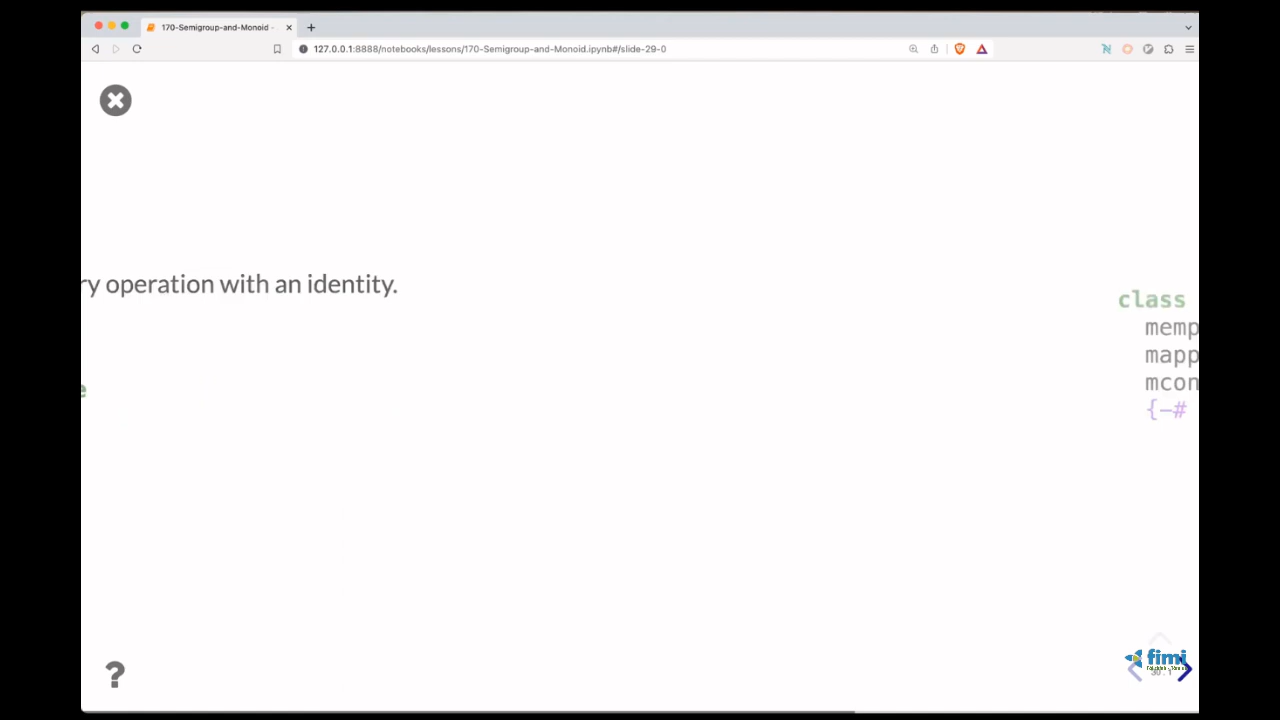 170-Semigroup-and-Monoid -
127.0.0.1:8888/notebooks/lessons/170-Semigroup-and-Monoid.ipynb#/slide-29-0
ry operation with an identity.
class
memp
mapp
e
mcon
{-#
?
fimi